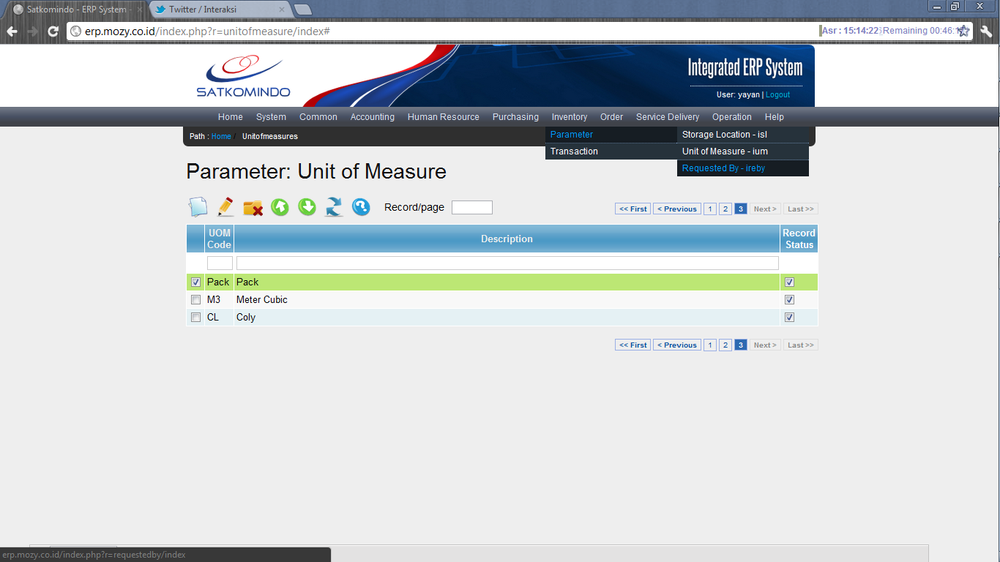 Satkomindo - ERP System -
Twitter / Interaksi
erp.mozy.co.id/index.php?r=unitofmeasure/index#
Asr : 15:14:22 Remaining 00:46:1
SATKOMINDO
Integrated ERP System
User: yayan | Logout
Home System Common Accounting Human Resource Purchasing Inventory Order Service Delivery Operation Help
Path : Home / Unitofmeasures
Parameter Storage Location - isl
Transaction Unit of Measure - ium
Requested By - ireby
Parameter: Unit of Measure
Record/page
<< First < Previous 1 2 3 Next > Last >>
UOM Code Description Record Status
Pack Pack
M3 Meter Cubic
CL Coly
<< First < Previous 1 2 3 Next > Last >>
erp.mozy.co.id/index.php?r=requestedby/index